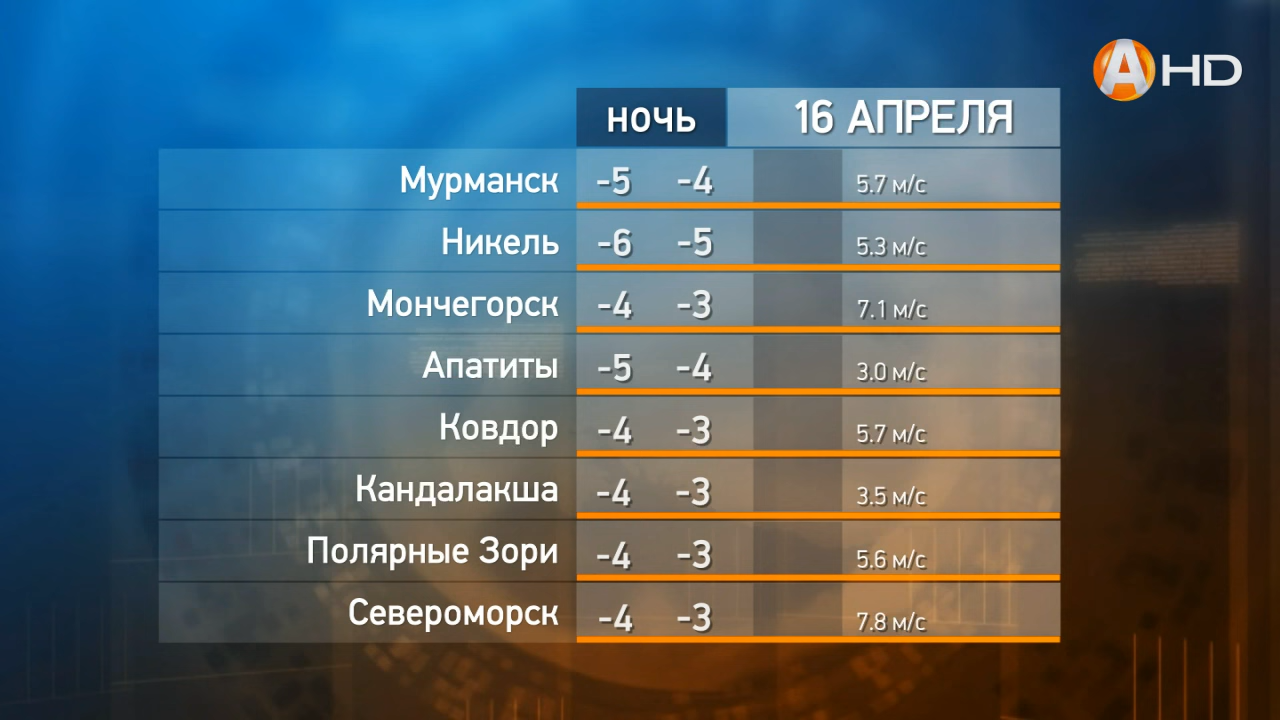 А HD
НОЧЬ 16 АПРЕЛЯ
Мурманск -5 -4 5.7 м/с
Никель -6 -5 5.3 м/с
Мончегорск -4 -3 7.1 м/с
Апатиты -5 -4 3.0 м/с
Ковдор -4 -3 5.7 м/с
Кандалакша -4 -3 3.5 м/с
Полярные Зори -4 -3 5.6 м/с
Североморск -4 -3 7.8 м/с